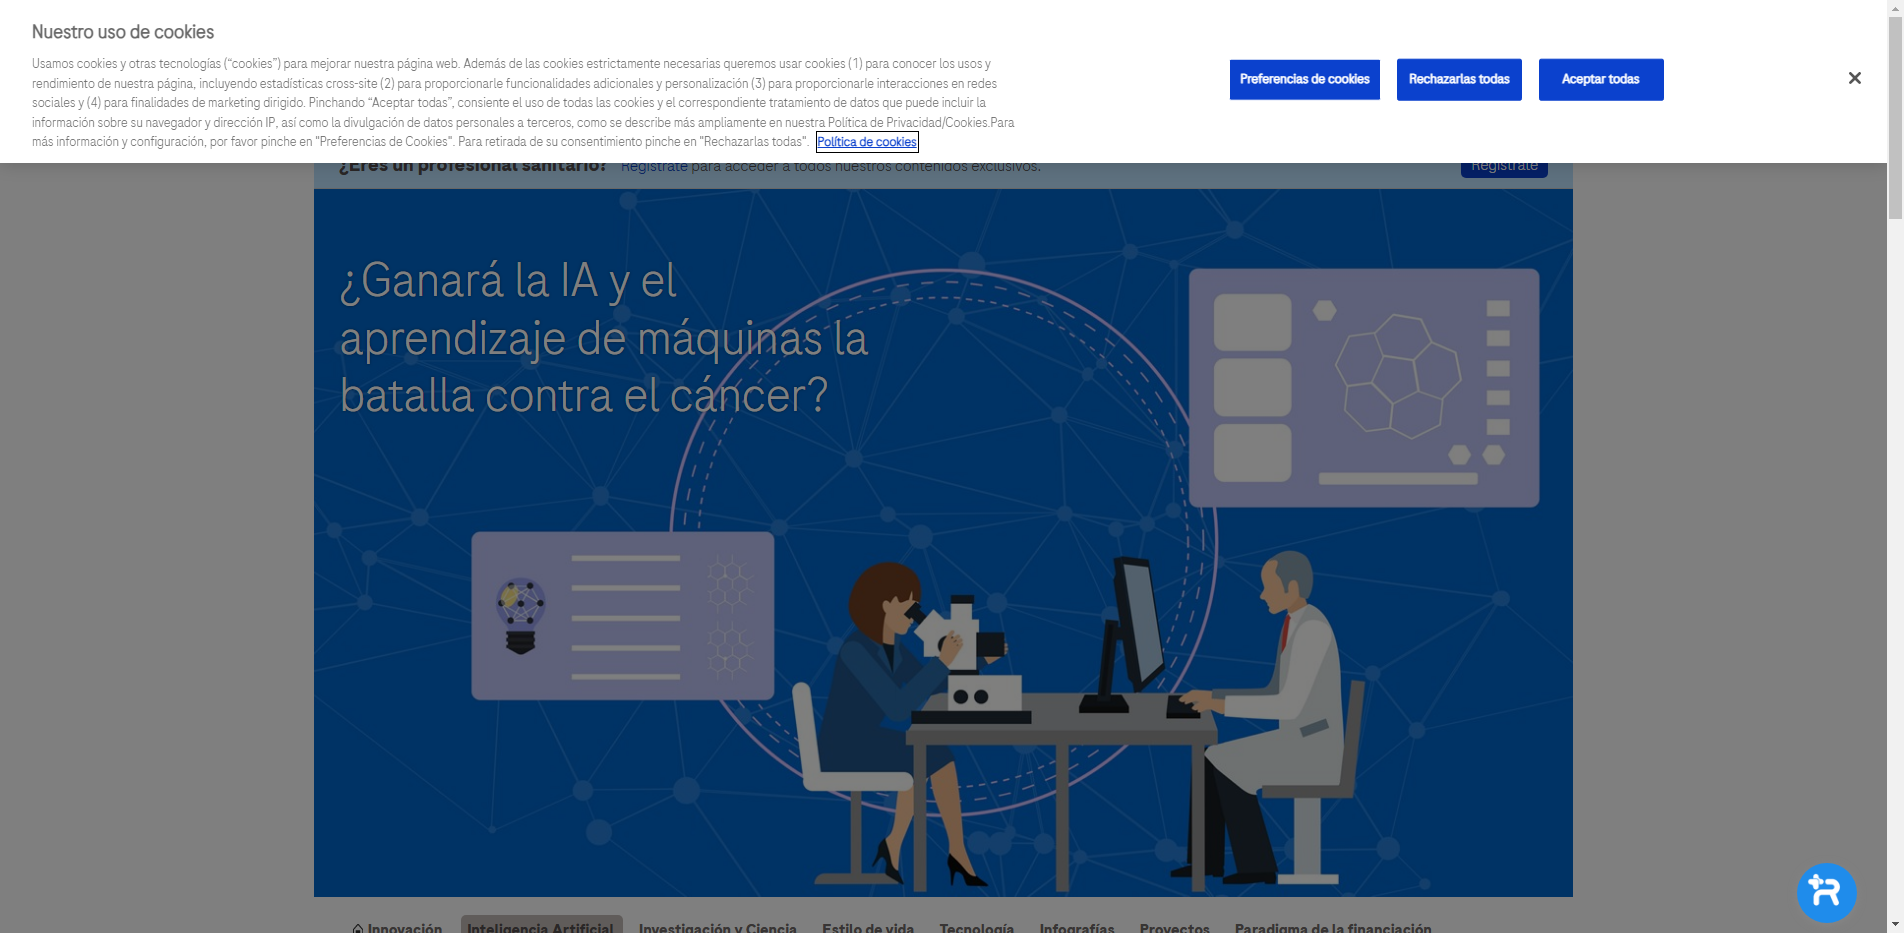 Nuestro uso de cookies
Usamos cookies y otras tecnologías (“cookies”) para mejorar nuestra página web. Además de las cookies estrictamente necesarias queremos usar cookies (1) para conocer los usos y
rendimiento de nuestra página, incluyendo estadísticas cross-site (2) para proporcionarle funcionalidades adicionales y personalización (3) para proporcionarle interacciones en redes
sociales y (4) para finalidades de marketing dirigido. Pinchando “Aceptar todas”, consiente el uso de todas las cookies y el correspondiente tratamiento de datos que puede incluir la
información sobre su navegador y dirección IP, así como la divulgación de datos personales a terceros, como se describe más ampliamente en nuestra Política de Privacidad/Cookies.Para
más información y configuración, por favor pinche en "Preferencias de Cookies". Para retirada de su consentimiento pinche en "Rechazarlas todas". Política de cookies
Preferencias de cookies Rechazarlas todas Aceptar todas
¿Eres un profesional sanitario? Regístrate para acceder a todos nuestros contenidos exclusivos. Regístrate
¿Ganará la IA y el
aprendizaje de máquinas la
batalla contra el cáncer?
Innovación Inteligencia Artificial Investigación y Ciencia Estilo de vida Tecnología Infografías Proyectos Paradigma de la financiación